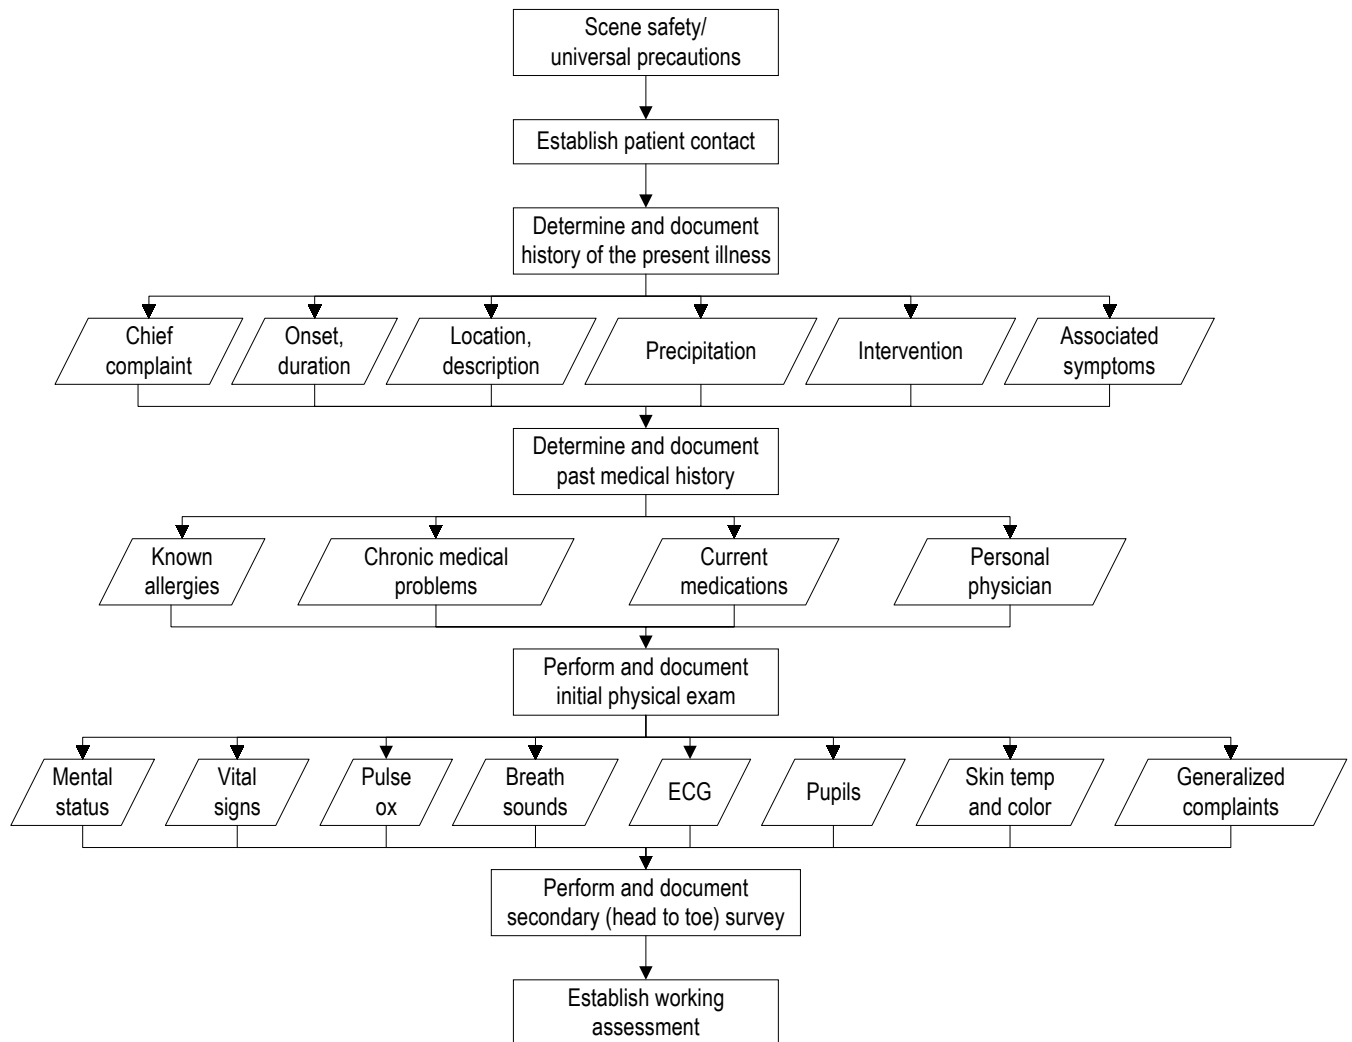 Scene safety/
universal precautions
Establish patient contact
Determine and document
history of the present illness
Chief
complaint
Onset,
duration
Location,
description
Precipitation
Intervention
Associated
symptoms
Determine and document
past medical history
Known
allergies
Chronic medical
problems
Current
medications
Personal
physician
Perform and document
initial physical exam
Mental
status
Vital
signs
Pulse
ox
Breath
sounds
ECG
Pupils
Skin temp
and color
Generalized
complaints
Perform and document
secondary (head to toe) survey
Establish working
assessment